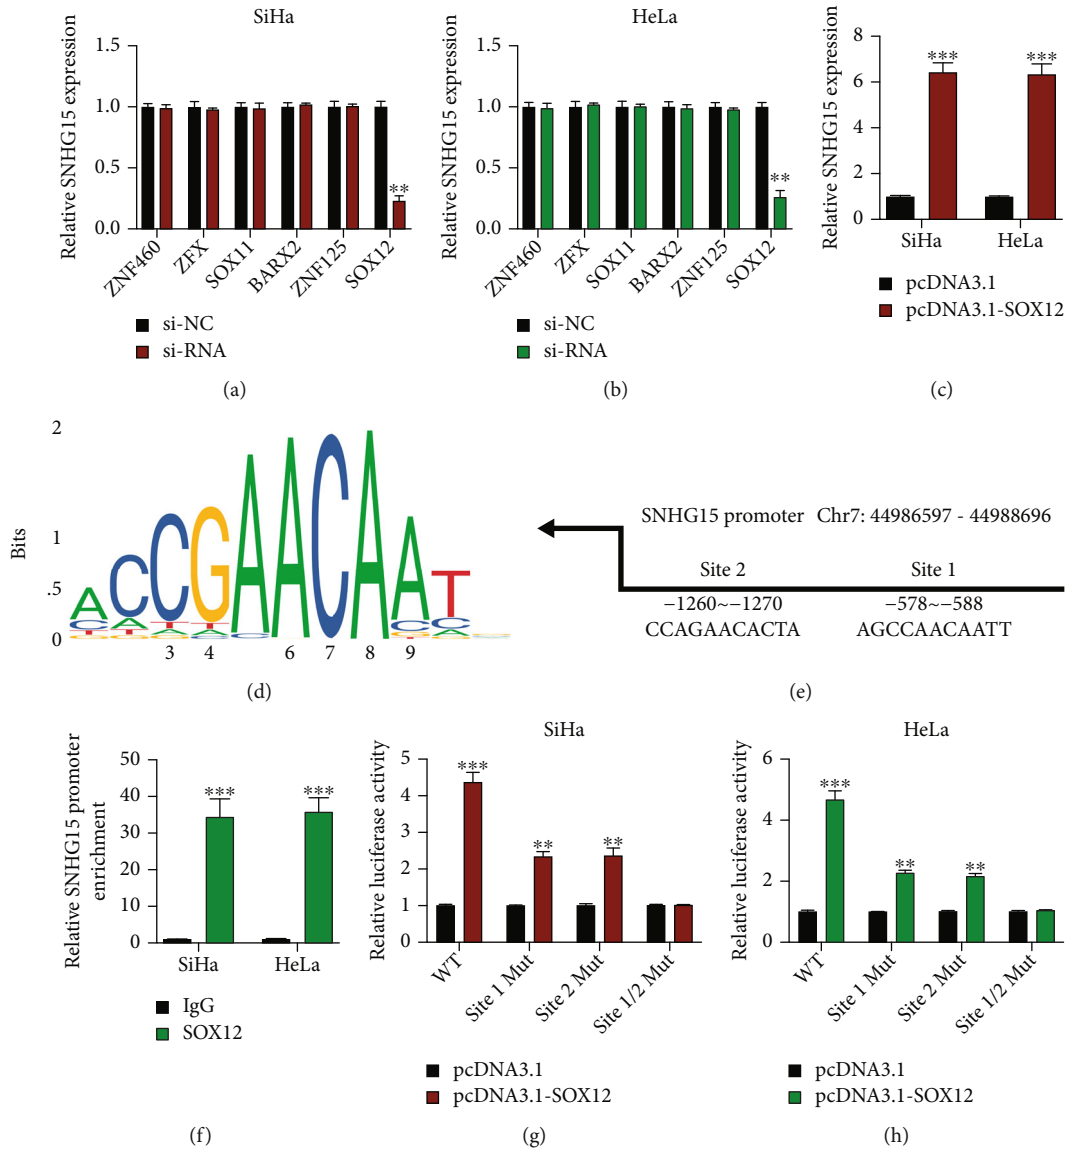 SiHa
Relative SNHG15 expression
1.5
1.0
0.5
0.0
**
ZNF460
ZFX
SOX11
BARX2
ZNF125
SOX12
si-NC
si-RNA
(a)
HeLa
Relative SNHG15 expression
1.5
1.0
0.5
0.0
**
ZNF460
ZFX
SOX11
BARX2
ZNF125
SOX12
si-NC
si-RNA
(b)
Relative SNHG15 expression
8
6
4
2
0
***
***
SiHa
HeLa
pcDNA3.1
pcDNA3.1-SOX12
(c)
Bits
2
1
.5
0
ACCGAACAAT
3 4 6 7 8 9
(d)
SNHG15 promoter Chr7: 44986597 - 44988696
Site 2 Site 1
−1260~−1270 −578~−588
CCAGAACACTA AGCCAACAATT
(e)
Relative SNHG15 promoter
enrichment
50
40
30
20
10
0
***
***
SiHa
HeLa
IgG
SOX12
(f)
SiHa
Relative luciferase activity
5
4
3
2
1
0
***
**
**
WT
Site 1 Mut
Site 2 Mut
Site 1/2 Mut
pcDNA3.1
pcDNA3.1-SOX12
(g)
HeLa
Relative luciferase activity
6
4
2
0
***
**
**
WT
Site 1 Mut
Site 2 Mut
Site 1/2 Mut
pcDNA3.1
pcDNA3.1-SOX12
(h)